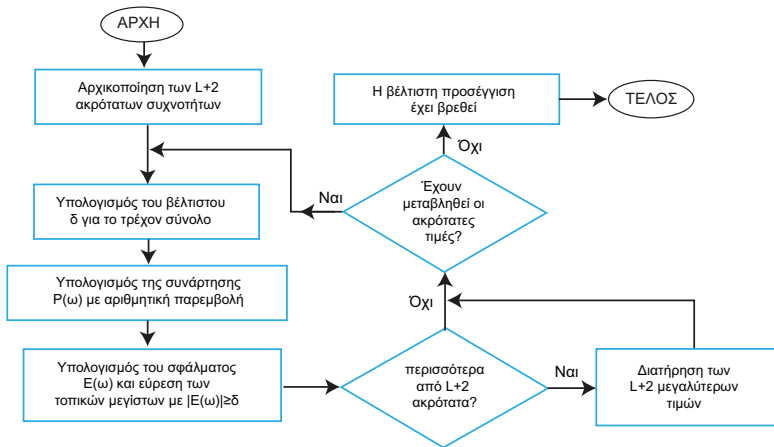 ΑΡΧΗ
Αρχικοποίηση των L+2
ακρότατων συχνοτήτων
Υπολογισμός του βέλτιστου
δ για το τρέχον σύνολο
Υπολογισμός της συνάρτησης
P(ω) με αριθμητική παρεμβολή
Υπολογισμός του σφάλματος
E(ω) και εύρεση των
τοπικών μεγίστων με |E(ω)|≥δ
περισσότερα
από L+2
ακρότατα?
Ναι
Διατήρηση των
L+2 μεγαλύτερων
τιμών
Όχι
Έχουν
μεταβληθεί οι
ακρότατες
τιμές?
Ναι
Όχι
Η βέλτιστη προσέγγιση
έχει βρεθεί
ΤΕΛΟΣ